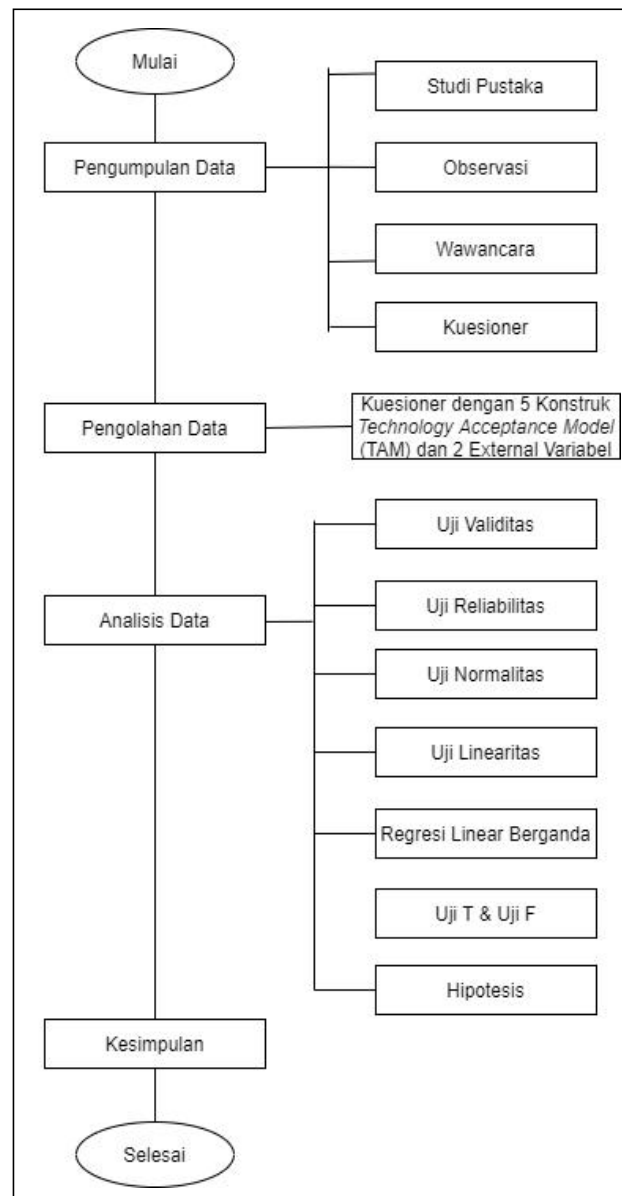 Mulai
Studi Pustaka
Pengumpulan Data
Observasi
Wawancara
Kuesioner
Pengolahan Data
Kuesioner dengan 5 Konstruk
Technology Acceptance Model
(TAM) dan 2 External Variabel
Uji Validitas
Analisis Data
Uji Reliabilitas
Uji Normalitas
Uji Linearitas
Regresi Linear Berganda
Uji T & Uji F
Hipotesis
Kesimpulan
Selesai